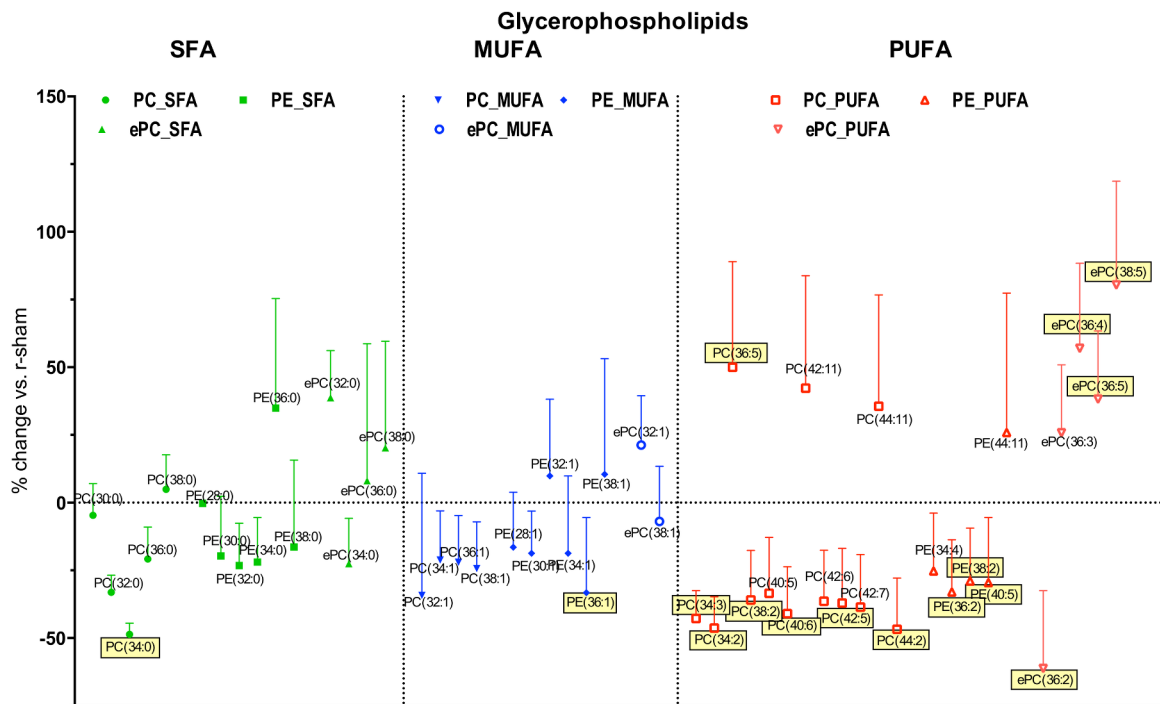 Glycerophospholipids
SFA MUFA PUFA
PC_SFA PE_SFA
ePC_SFA
PC_MUFA PE_MUFA
ePC_MUFA
PC_PUFA PE_PUFA
ePC_PUFA
% change vs. r-sham
150
100
50
0
-50
PC(30:0)
PC(32:0)
PC(34:0)
PC(36:0)
PC(38:0)
PE(28:0)
PE(30:0)
PE(32:0)
PE(34:0)
PE(36:0)
PE(38:0)
ePC(32:0)
ePC(34:0)
ePC(36:0)
ePC(38:0)
PC(32:1)
PC(34:1)
PC(36:1)
PC(38:1)
PE(28:1)
PE(30:1)
PE(32:1)
PE(34:1)
PE(36:1)
PE(38:1)
ePC(32:1)
ePC(38:1)
PC(34:3)
PC(34:2)
PC(36:5)
PC(38:2)
PC(40:5)
PC(40:6)
PC(42:11)
PC(42:6)
PC(42:5)
PC(42:7)
PC(44:11)
PC(44:2)
PE(34:4)
PE(36:2)
PE(38:2)
PE(40:5)
PE(44:11)
ePC(36:2)
ePC(36:3)
ePC(36:4)
ePC(36:5)
ePC(38:5)